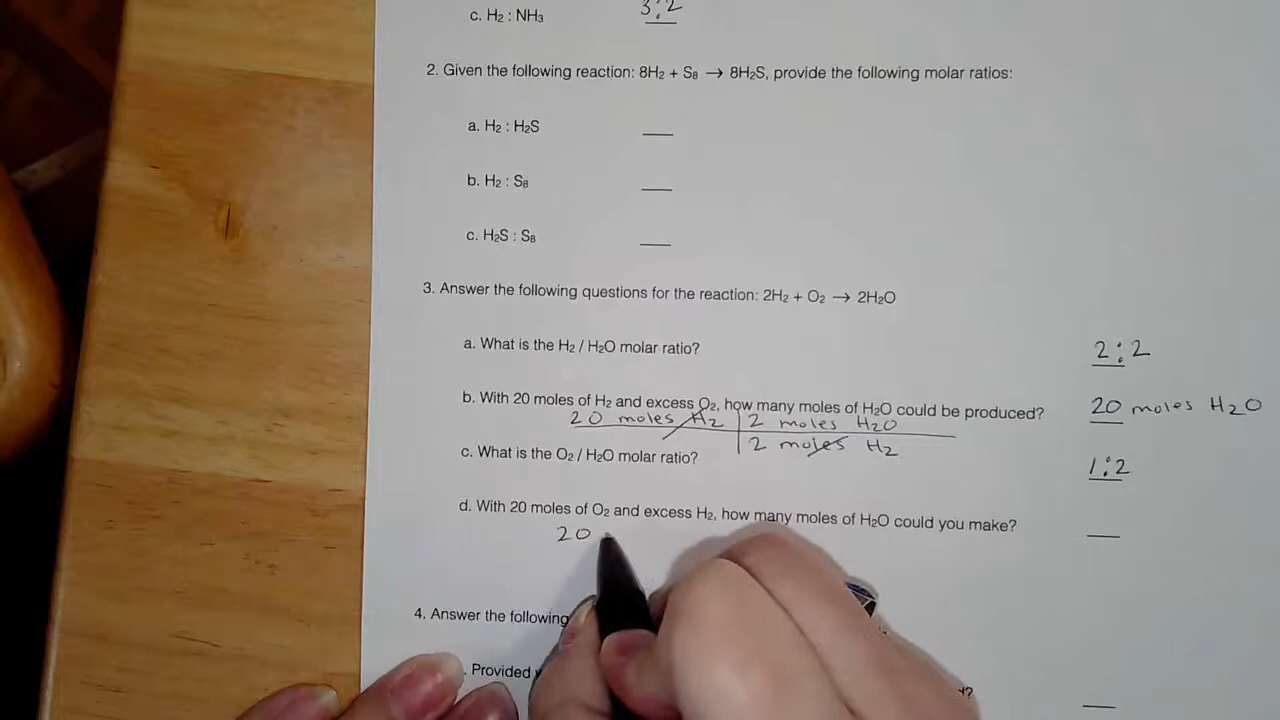 c. H₂ : NH₃ 3:2
2. Given the following reaction: 8H₂ + S₈ → 8H₂S, provide the following molar ratios:
a. H₂ : H₂S __
b. H₂ : S₈ __
c. H₂S : S₈ __
3. Answer the following questions for the reaction: 2H₂ + O₂ → 2H₂O
a. What is the H₂ / H₂O molar ratio? 2:2
b. With 20 moles of H₂ and excess O₂, how many moles of H₂O could be produced? 20 moles H₂O
20 moles H₂ | 2 moles H₂O
2 moles H₂
c. What is the O₂ / H₂O molar ratio? 1:2
d. With 20 moles of O₂ and excess H₂, how many moles of H₂O could you make? __
20
4. Answer the following
. Provided
?